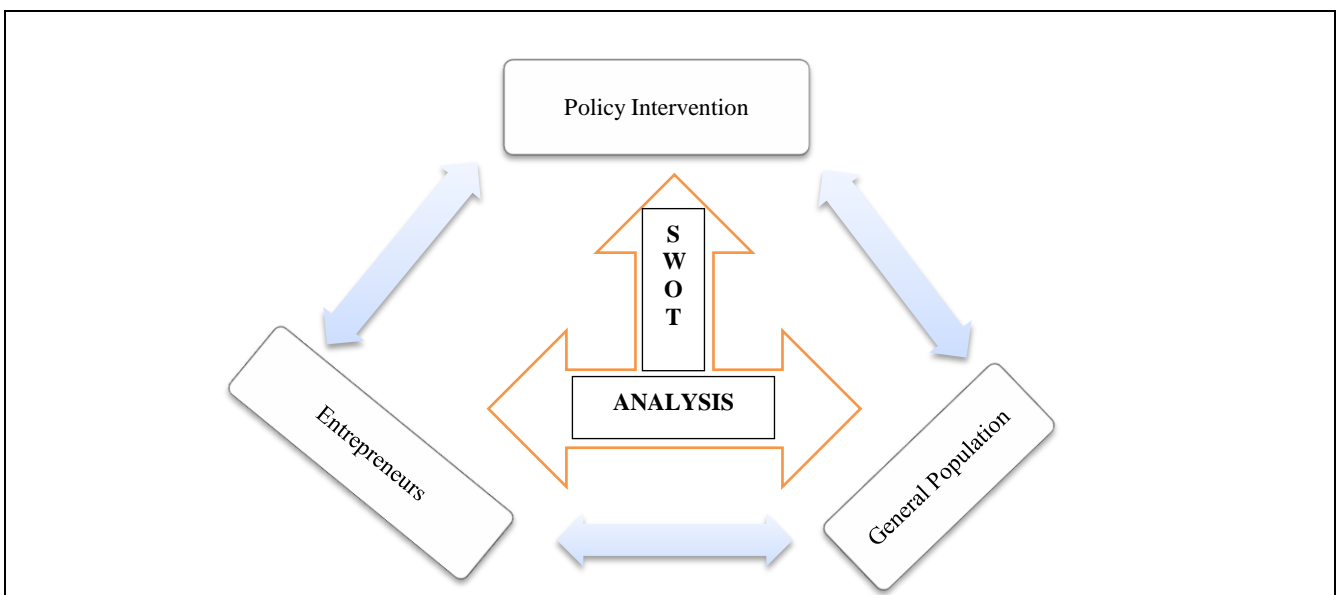 Policy Intervention
S
W
O
T
ANALYSIS
Entrepreneurs
General Population